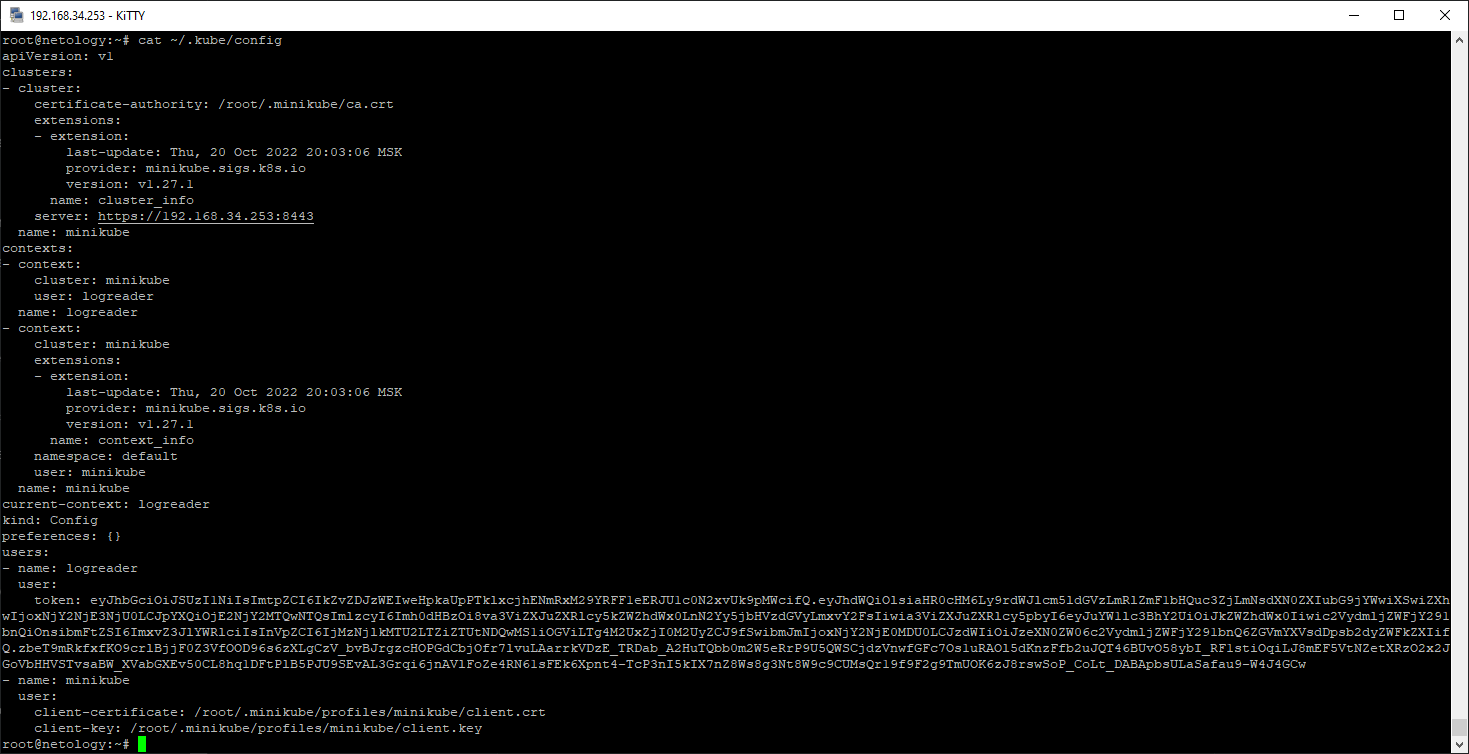 192.168.34.253 - KiTTY
root@netology:~# cat ~/.kube/config
apiVersion: v1
clusters:
- cluster:
    certificate-authority: /root/.minikube/ca.crt
    extensions:
    - extension:
        last-update: Thu, 20 Oct 2022 20:03:06 MSK
        provider: minikube.sigs.k8s.io
        version: v1.27.1
      name: cluster_info
    server: https://192.168.34.253:8443
  name: minikube
contexts:
- context:
    cluster: minikube
    user: logreader
  name: logreader
- context:
    cluster: minikube
    extensions:
    - extension:
        last-update: Thu, 20 Oct 2022 20:03:06 MSK
        provider: minikube.sigs.k8s.io
        version: v1.27.1
      name: context_info
    namespace: default
    user: minikube
  name: minikube
current-context: logreader
kind: Config
preferences: {}
users:
- name: logreader
  user:
    token:
- name: minikube
  user:
    client-certificate: /root/.minikube/profiles/minikube/client.crt
    client-key: /root/.minikube/profiles/minikube/client.key
root@netology:~#